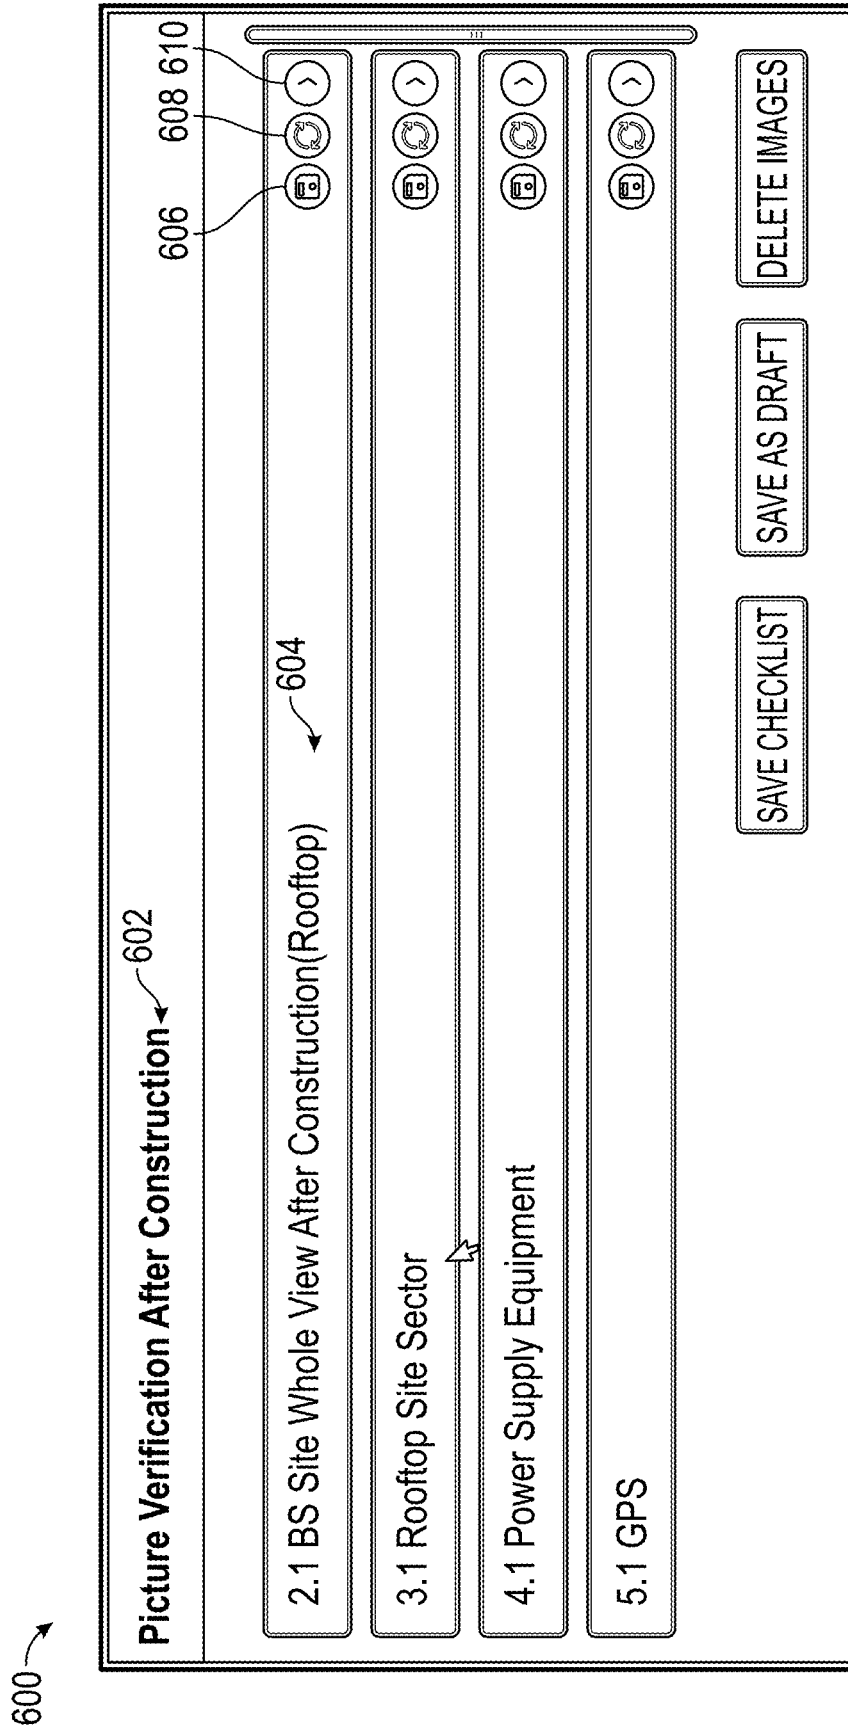 600
Picture Verification After Construction
602
606 608 610
2.1 BS Site Whole View After Construction(Rooftop)
604
3.1 Rooftop Site Sector
4.1 Power Supply Equipment
5.1 GPS
SAVE CHECKLIST
SAVE AS DRAFT
DELETE IMAGES